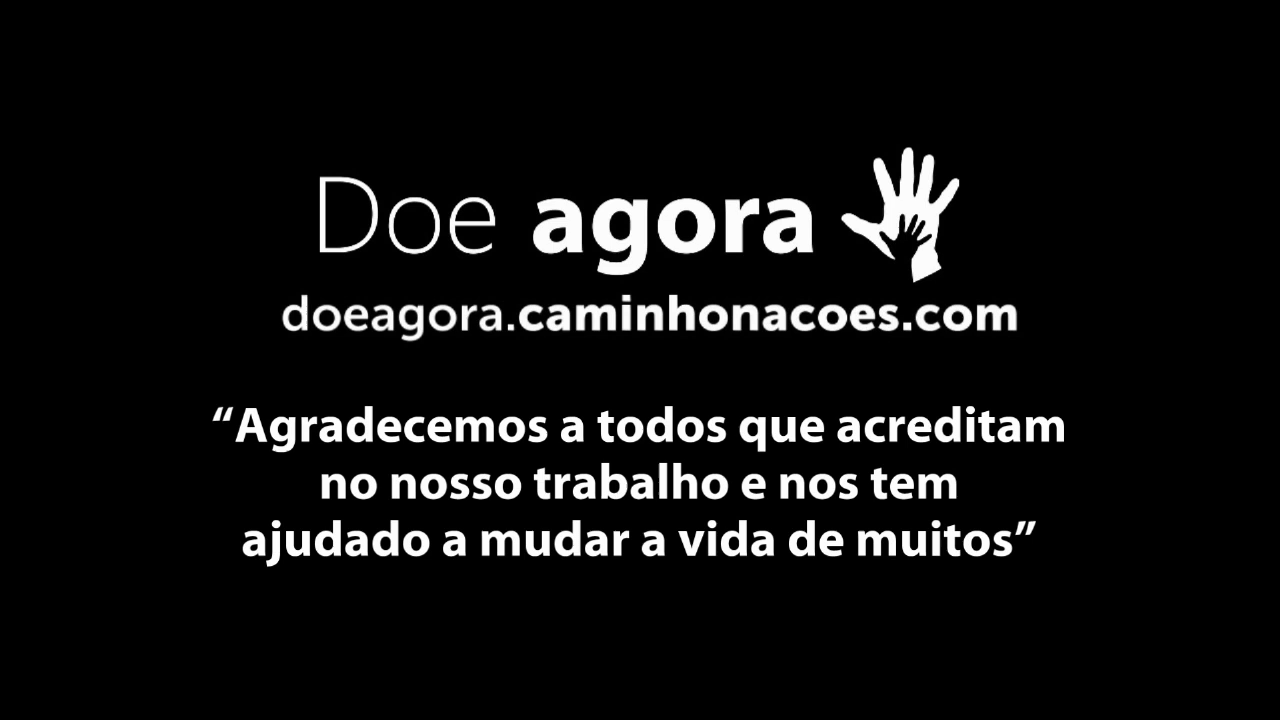 Doe agora
doeagora.caminhonacoes.com
“Agradecemos a todos que acreditam
no nosso trabalho e nos tem
ajudado a mudar a vida de muitos”